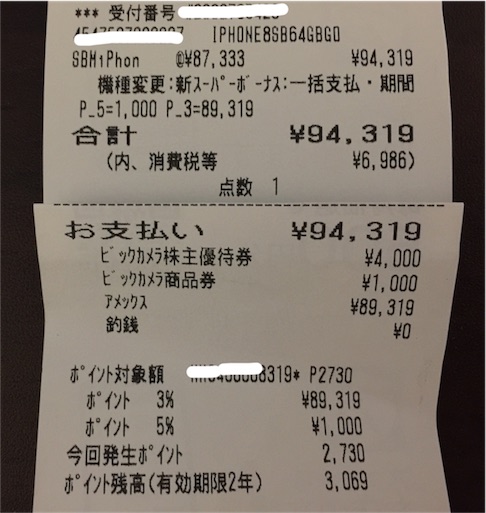 *** 受付番号
IPHONE8SB64GBGO
SBMiPhon @¥87,333 ¥94,319
機種変更:新スーパーボーナス:一括支払・期間
P_5=1,000 P_3=89,319
合計 ¥94,319
(内、消費税等 ¥6,986)
点数 1
お支払い ¥94,319
ビックカメラ株主優待券 ¥4,000
ビックカメラ商品券 ¥1,000
アメックス ¥89,319
釣銭 ¥0
ポイント対象額 319* P2730
ポイント 3% ¥89,319
ポイント 5% ¥1,000
今回発生ポイント 2,730
ポイント残高(有効期限2年) 3,069